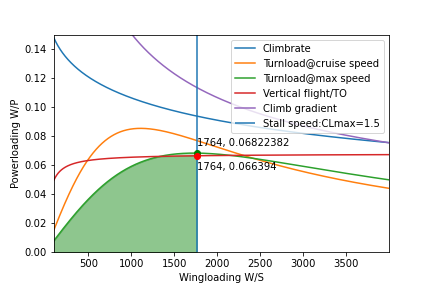 0.14
0.12
0.10
0.08
0.06
0.04
0.02
0.00
Powerloading W/P
Climbrate
Turnload@cruise speed
Turnload@max speed
Vertical flight/TO
Climb gradient
Stall speed:CLmax=1.5
1764, 0.06822382
1764, 0.066394
500 1000 1500 2000 2500 3000 3500
Wingloading W/S